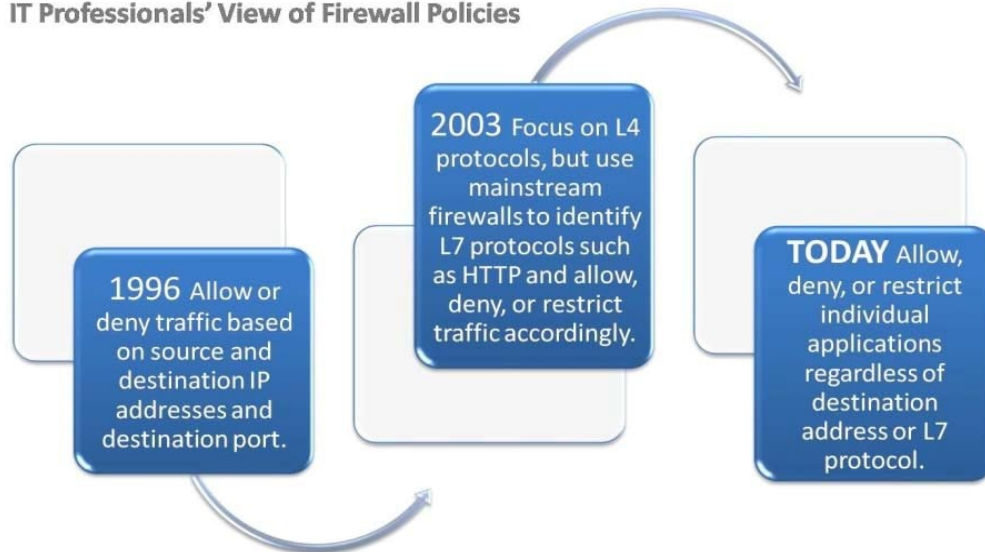 IT Professionals’ View of Firewall Policies
1996 Allow or
deny traffic based
on source and
destination IP
addresses and
destination port.
2003 Focus on L4
protocols, but use
mainstream
firewalls to identify
L7 protocols such
as HTTP and allow,
deny, or restrict
traffic accordingly.
TODAY Allow,
deny, or restrict
individual
applications
regardless of
destination
address or L7
protocol.